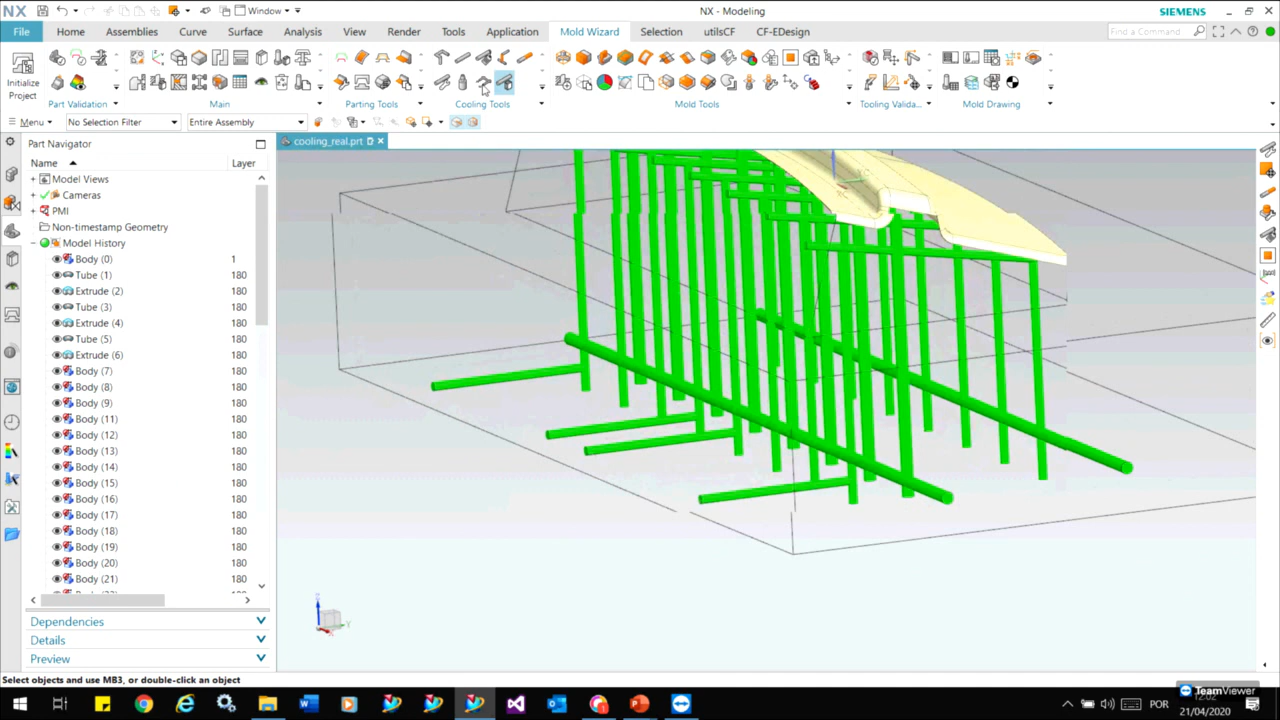 NX Window NX - Modeling SIEMENS
File Home Assemblies Curve Surface Analysis View Render Tools Application Mold Wizard Selection utilsCF CF-EDesign Find a Command
Initialize
Project
Part Validation Main Parting Tools Cooling Tools Mold Tools Tooling Valida... Mold Drawing
Menu No Selection Filter Entire Assembly
Part Navigator
cooling_real.prt
Name Layer
Model Views
Cameras
PMI
Non-timestamp Geometry
Model History
Body (0) 1
Tube (1) 180
Extrude (2) 180
Tube (3) 180
Extrude (4) 180
Tube (5) 180
Extrude (6) 180
Body (7) 180
Body (8) 180
Body (9) 180
Body (11) 180
Body (12) 180
Body (13) 180
Body (14) 180
Body (15) 180
Body (16) 180
Body (17) 180
Body (18) 180
Body (19) 180
Body (20) 180
Body (21) 180
Dependencies
Details
Preview
Select objects and use MB3, or double-click an object
TeamViewer
12:02
POR
21/04/2020